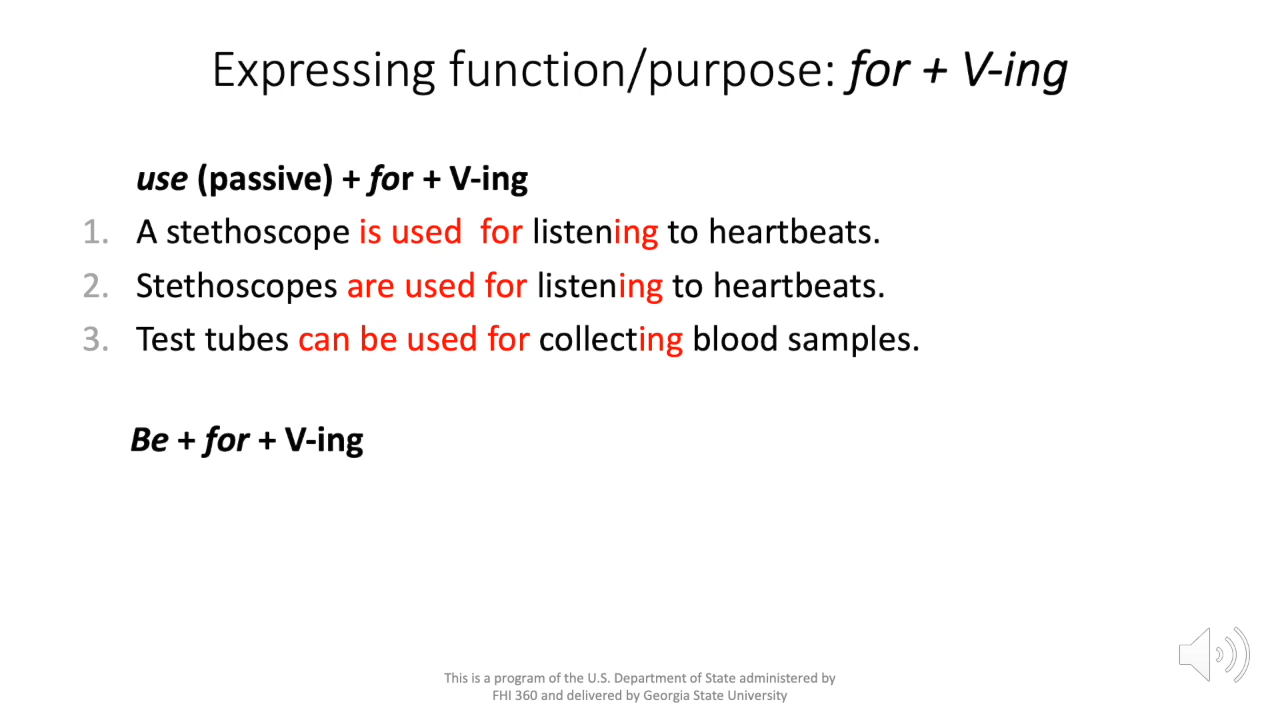 Expressing function/purpose: for + V-ing
use (passive) + for + V-ing
1. A stethoscope is used for listening to heartbeats.
2. Stethoscopes are used for listening to heartbeats.
3. Test tubes can be used for collecting blood samples.
Be + for + V-ing
This is a program of the U.S. Department of State administered by
FHI 360 and delivered by Georgia State University